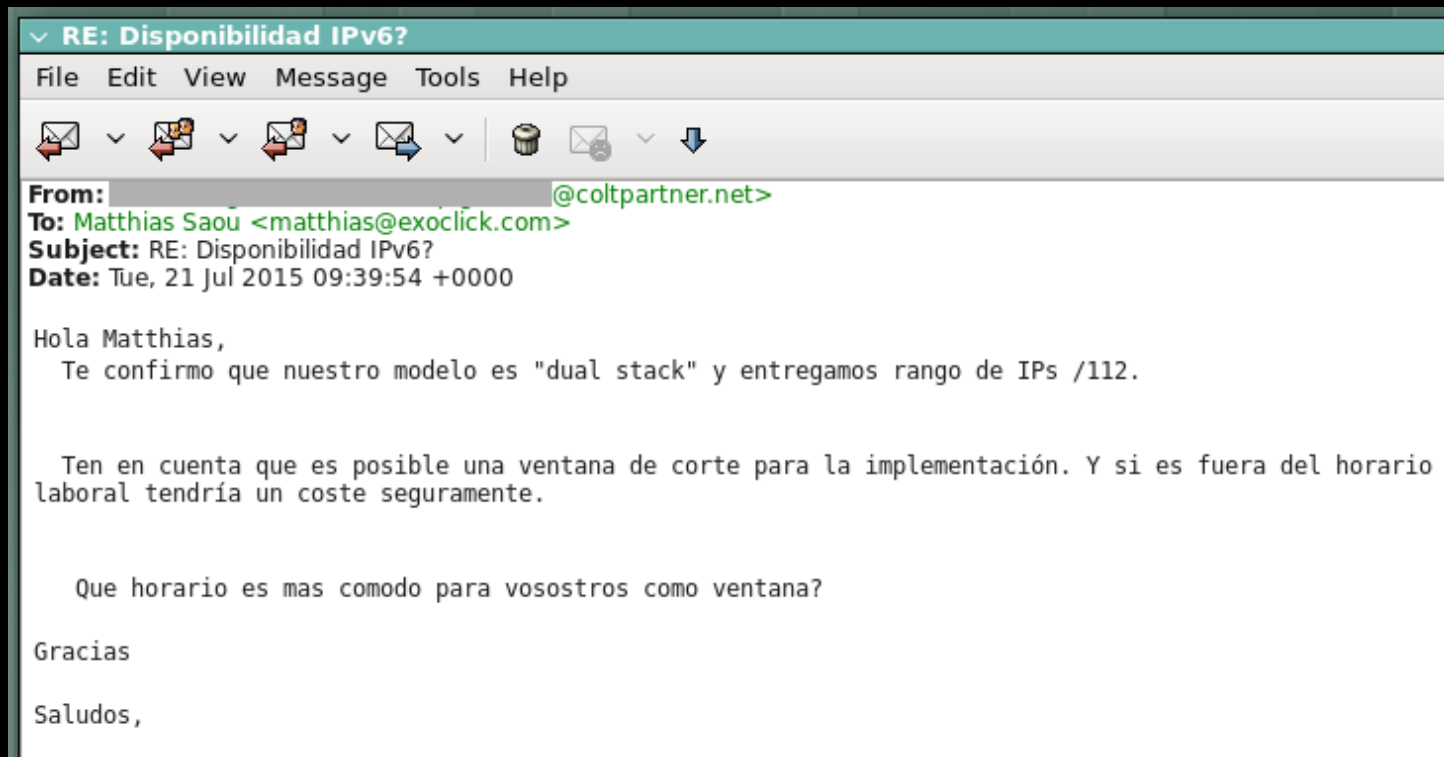 RE: Disponibilidad IPv6?
File Edit View Message Tools Help
From: @coltpartner.net>
To: Matthias Saou <matthias@exoclick.com>
Subject: RE: Disponibilidad IPv6?
Date: Tue, 21 Jul 2015 09:39:54 +0000
Hola Matthias,
Te confirmo que nuestro modelo es "dual stack" y entregamos rango de IPs /112.
Ten en cuenta que es posible una ventana de corte para la implementación. Y si es fuera del horario
laboral tendría un coste seguramente.
Que horario es mas comodo para vosostros como ventana?
Gracias
Saludos,